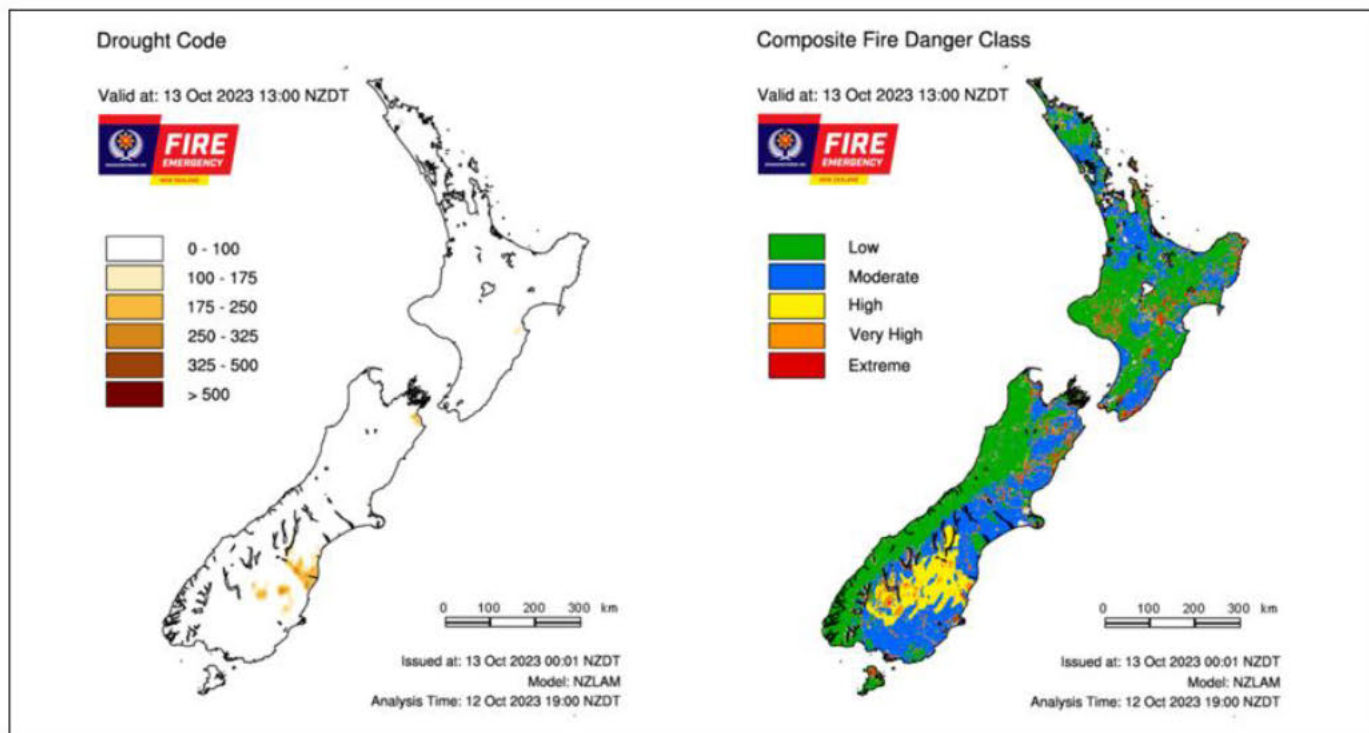 Drought Code
Valid at: 13 Oct 2023 13:00 NZDT
FIRE
EMERGENCY
NEW ZEALAND
0 - 100
100 - 175
175 - 250
250 - 325
325 - 500
> 500
0 100 200 300 km
Issued at: 13 Oct 2023 00:01 NZDT
Model: NZLAM
Analysis Time: 12 Oct 2023 19:00 NZDT
Composite Fire Danger Class
Valid at: 13 Oct 2023 13:00 NZDT
FIRE
EMERGENCY
NEW ZEALAND
Low
Moderate
High
Very High
Extreme
0 100 200 300 km
Issued at: 13 Oct 2023 00:01 NZDT
Model: NZLAM
Analysis Time: 12 Oct 2023 19:00 NZDT